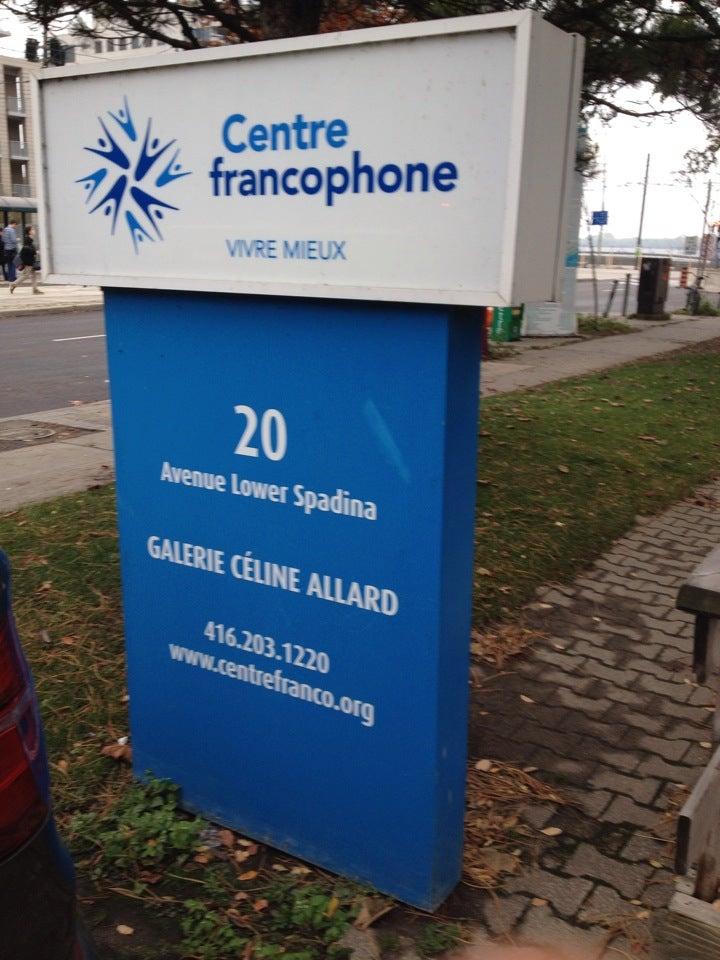 Centre
francophone
VIVRE MIEUX
20
Avenue Lower Spadina
GALERIE CÉLINE ALLARD
416.203.1220
www.centrefranco.org